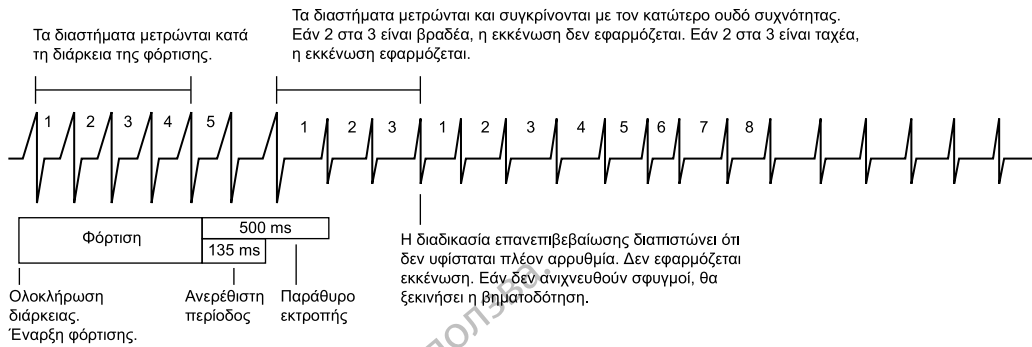 Τα διαστήματα μετρώνται κατά
τη διάρκεια της φόρτισης.
Τα διαστήματα μετρώνται και συγκρίνονται με τον κατώτερο ουδό συχνότητας.
Εάν 2 στα 3 είναι βραδέα, η εκκένωση δεν εφαρμόζεται. Εάν 2 στα 3 είναι ταχέα,
η εκκένωση εφαρμόζεται.
1 2 3 4 5 1 2 3 1 2 3 4 5 6 7 8
Φόρτιση
500 ms
135 ms
Ολοκλήρωση
διάρκειας.
Έναρξη φόρτισης.
Ανερέθιστη
περίοδος
Παράθυρο
εκτροπής
Η διαδικασία επανεπιβεβαίωσης διαπιστώνει ότι
δεν υφίσταται πλέον αρρυθμία. Δεν εφαρμόζεται
εκκένωση. Εάν δεν ανιχνευθούν σφυγμοί, θα
ξεκινήσει η βηματοδότηση.